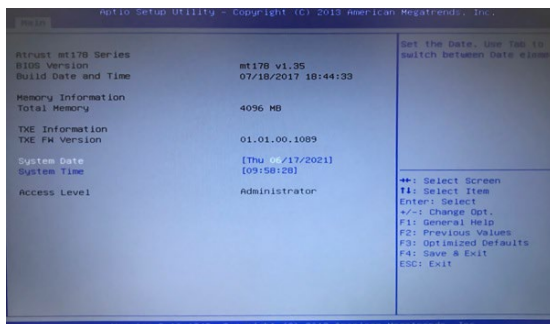 Aptio Setup Utility – Copyright (C) 2013 American Megatrends, Inc.
Main
Atrust mt178 Series
BIOS Version mt178 v1.35
Build Date and Time 07/18/2017 18:44:33
Memory Information
Total Memory 4096 MB
TXE Information
TXE FW Version 01.01.00.1089
System Date [Thu 06/17/2021]
System Time [09:58:28]
Access Level Administrator
Set the Date. Use Tab to
switch between Date
: Select Screen
↑↓: Select Item
Enter: Select
+/-: Change Opt.
F1: General Help
F2: Previous Values
F3: Optimized Defaults
F4: Save & Exit
ESC: Exit